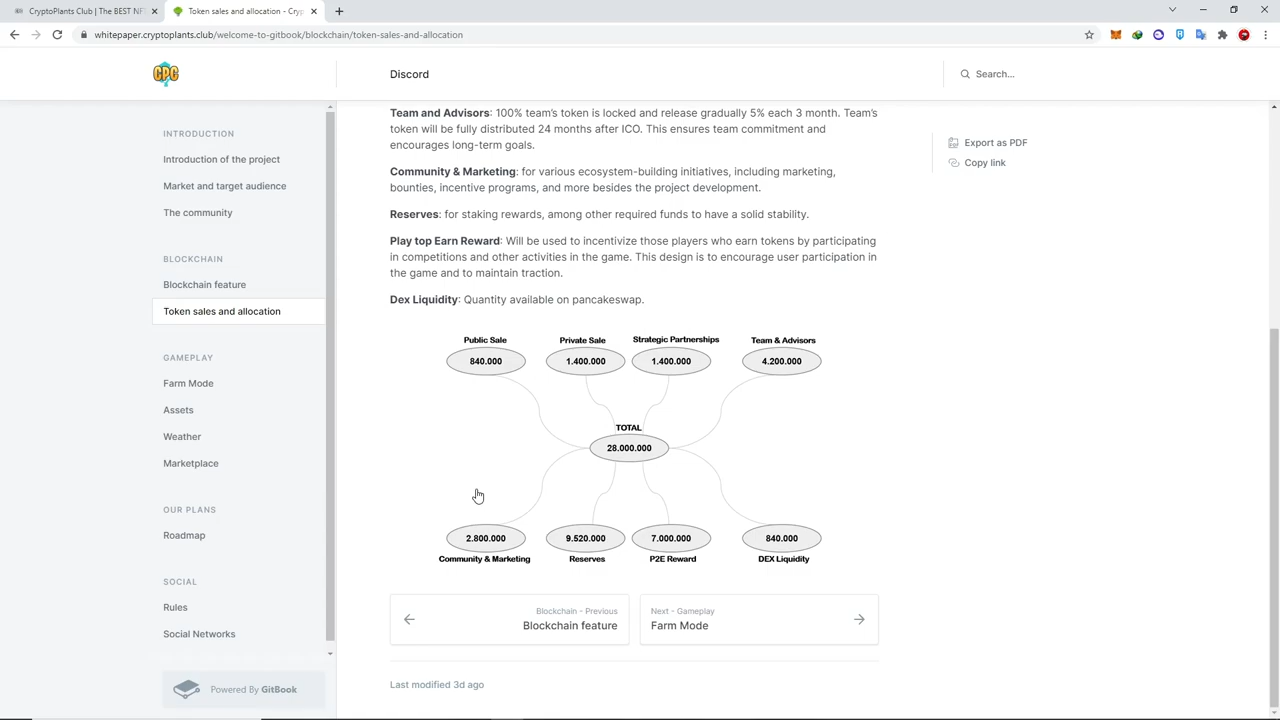 CryptoPlants Club | The BEST NF
Token sales and allocation - Cry
whitepaper.cryptoplants.club/welcome-to-gitbook/blockchain/token-sales-and-allocation
CPC
Discord
Search...
INTRODUCTION
Introduction of the project
Market and target audience
The community
BLOCKCHAIN
Blockchain feature
Token sales and allocation
GAMEPLAY
Farm Mode
Assets
Weather
Marketplace
OUR PLANS
Roadmap
SOCIAL
Rules
Social Networks
Powered By GitBook
Team and Advisors: 100% team's token is locked and release gradually 5% each 3 month. Team's
token will be fully distributed 24 months after ICO. This ensures team commitment and
encourages long-term goals.
Community & Marketing: for various ecosystem-building initiatives, including marketing,
bounties, incentive programs, and more besides the project development.
Reserves: for staking rewards, among other required funds to have a solid stability.
Play top Earn Reward: Will be used to incentivize those players who earn tokens by participating
in competitions and other activities in the game. This design is to encourage user participation in
the game and to maintain traction.
Dex Liquidity: Quantity available on pancakeswap.
Public Sale Private Sale Strategic Partnerships Team & Advisors
840.000 1.400.000 1.400.000 4.200.000
TOTAL
28.000.000
2.800.000 9.520.000 7.000.000 840.000
Community & Marketing Reserves P2E Reward DEX Liquidity
Blockchain - Previous
Blockchain feature
Next - Gameplay
Farm Mode
Last modified 3d ago
Export as PDF
Copy link